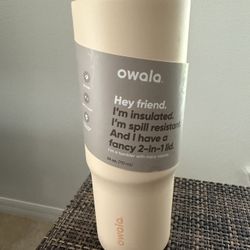 owala
Hey friend.
I'm insulated.
I'm spill resistant.
And I have a
fancy 2-in-1 lid.
owala